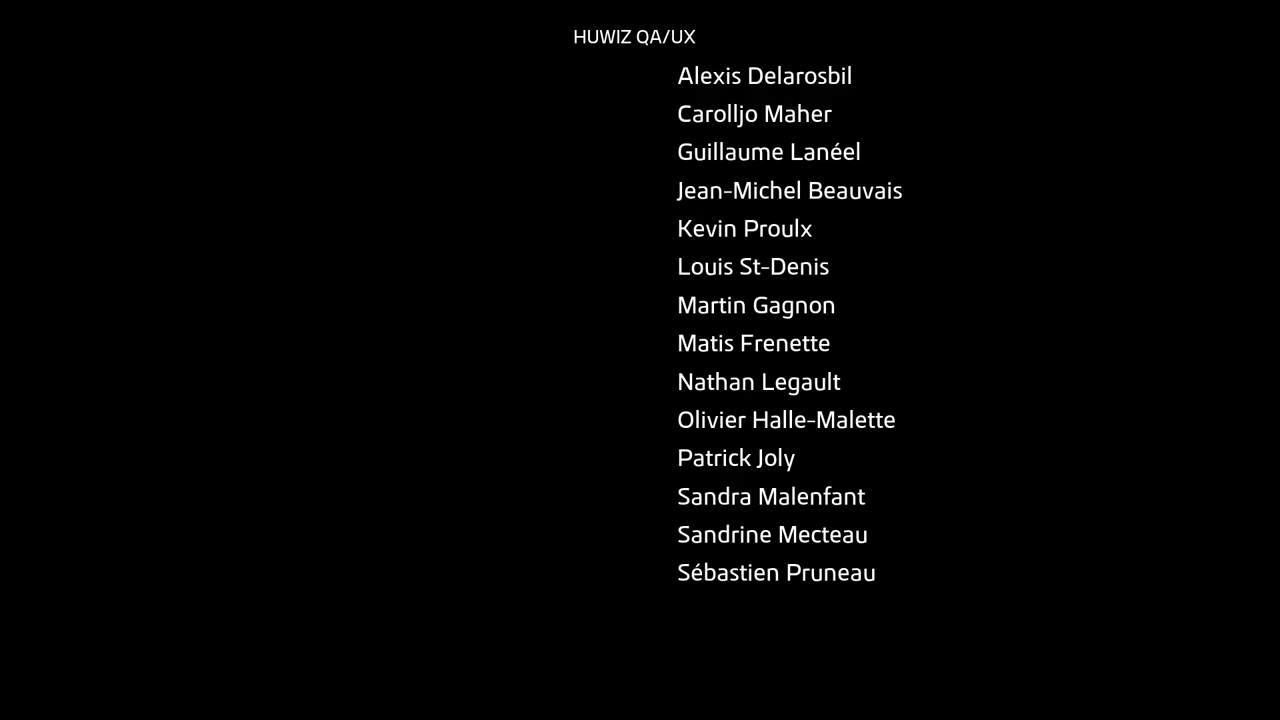 HUWIZ QA/UX
Alexis Delarosbil
Carolljo Maher
Guillaume Lanéel
Jean-Michel Beauvais
Kevin Proulx
Louis St-Denis
Martin Gagnon
Matis Frenette
Nathan Legault
Olivier Halle-Malette
Patrick Joly
Sandra Malenfant
Sandrine Mecteau
Sébastien Pruneau